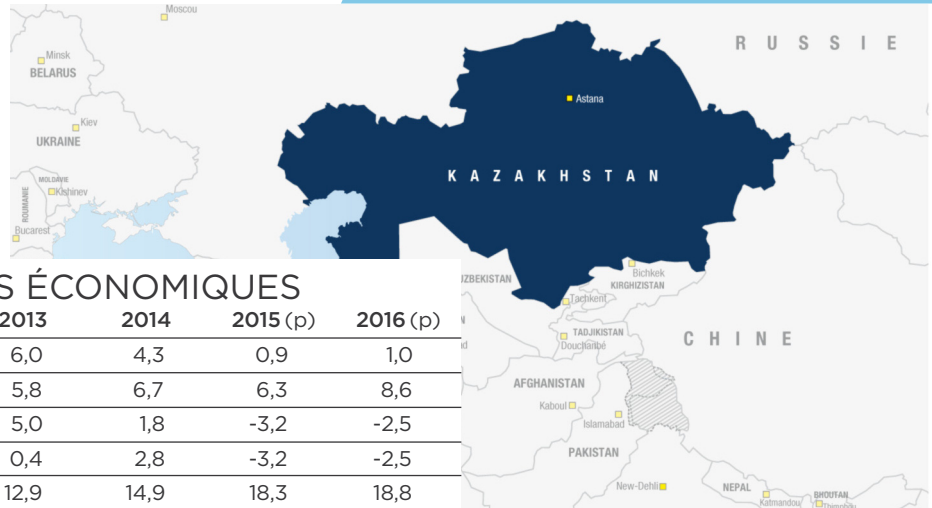 Moscou
R U S S I E
Minsk
BELARUS
Astana
Kiev
UKRAINE
K A Z A K H S T A N
MOLDAVIE
Kishinev
ROUMANIE
Bucarest
Bichkek
KIRGHIZISTAN
UZBEKISTAN
Tachkent
TADJIKISTAN
Douchanbé
C H I N E
AFGHANISTAN
Kaboul
Islamabad
PAKISTAN
New-Dehli
NEPAL
Katmandou
BHOUTAN
Thimphou
S ÉCONOMIQUES
2013 2014 2015 (p) 2016 (p)
6,0 4,3 0,9 1,0
5,8 6,7 6,3 8,6
5,0 1,8 -3,2 -2,5
0,4 2,8 -3,2 -2,5
12,9 14,9 18,3 18,8